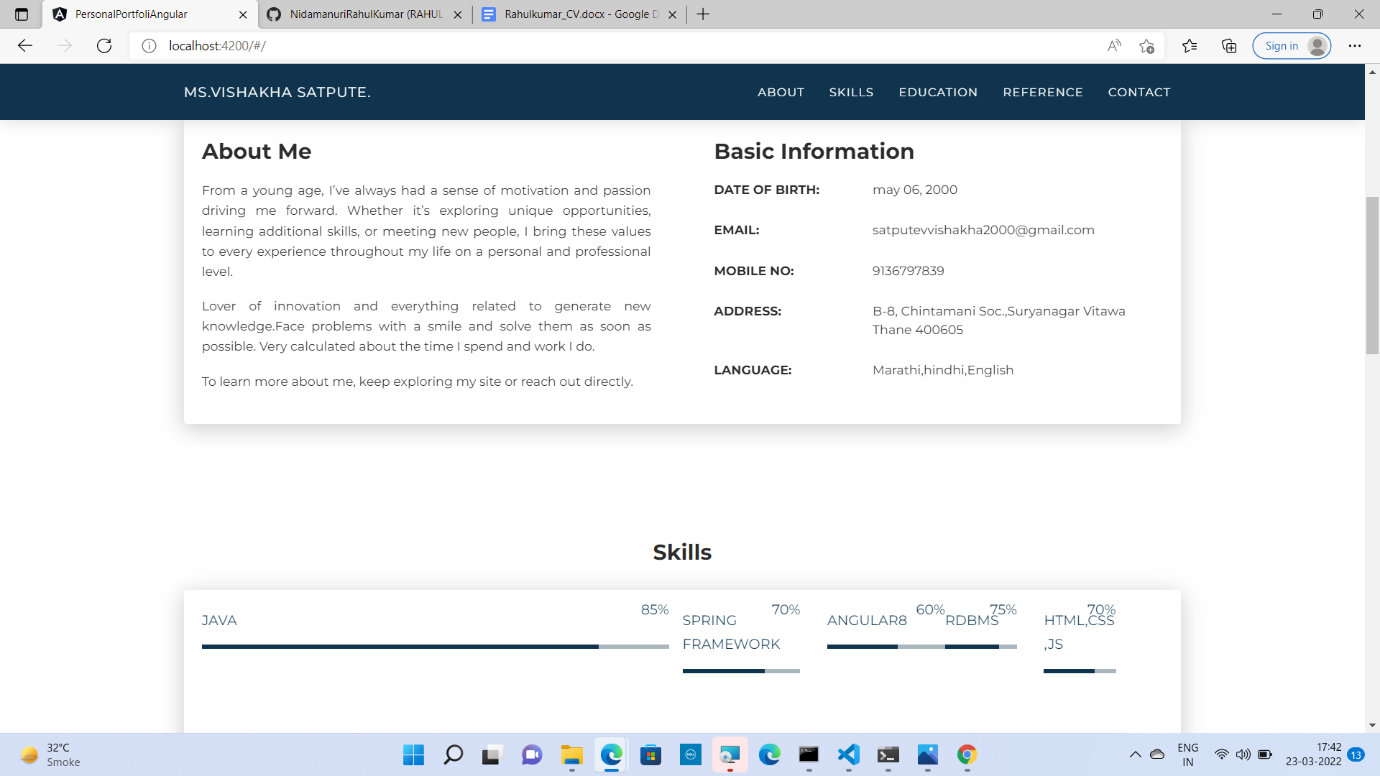 PersonalPortfoliAngular
NidamanuriRahulKumar (RAHUL
Rahulkumar_CV.docx - Google D
localhost:4200/#/
Sign in
MS.VISHAKHA SATPUTE.
ABOUT
SKILLS
EDUCATION
REFERENCE
CONTACT
About Me
From a young age, I've always had a sense of motivation and passion
driving me forward. Whether it's exploring unique opportunities,
learning additional skills, or meeting new people, I bring these values
to every experience throughout my life on a personal and professional
level.
Lover of innovation and everything related to generate new
knowledge.Face problems with a smile and solve them as soon as
possible. Very calculated about the time I spend and work I do.
To learn more about me, keep exploring my site or reach out directly.
Basic Information
DATE OF BIRTH: may 06, 2000
EMAIL: satputevvishakha2000@gmail.com
MOBILE NO: 9136797839
ADDRESS: B-8, Chintamani Soc.,Suryanagar Vitawa
Thane 400605
LANGUAGE: Marathi,hindhi,English
Skills
JAVA 85%
SPRING 70%
FRAMEWORK
ANGULAR8 60%
RDBMS 75%
HTML,CSS 70%
,JS
32°C
Smoke
ENG
IN
17:42
23-03-2022
13